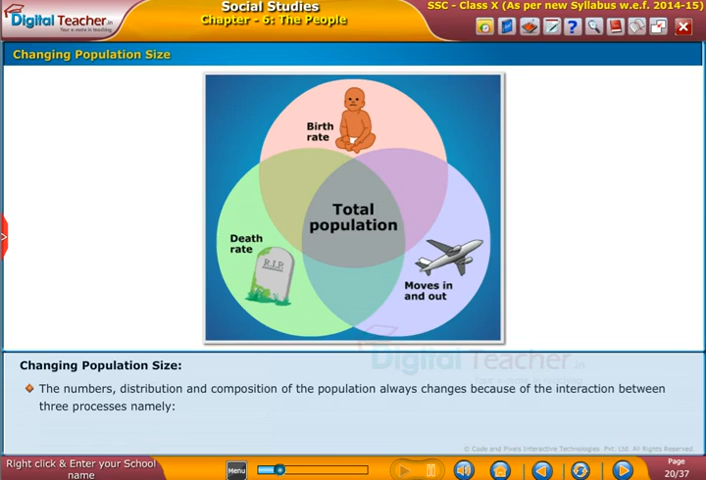 Digital Teacher.in
Your e-mate in teaching
Social Studies
Chapter - 6: The People
SSC - Class X (As per new Syllabus w.e.f. 2014-15)
Changing Population Size
Birth
rate
Total
population
Death
rate
R.I.P.
Moves in
and out
Digital Teacher.in
Changing Population Size:
The numbers, distribution and composition of the population always changes because of the interaction between
three processes namely:
© Code and Pixels Interactive Technologies Pvt. Ltd. All Rights Reserved.
Right click & Enter your School
name
Menu
Page
20/37